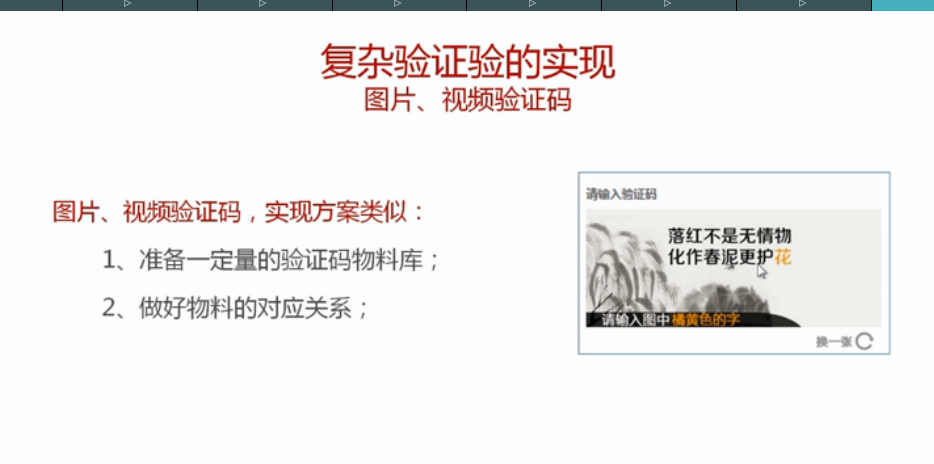 复杂验证验的实现
图片、视频验证码
图片、视频验证码，实现方案类似：
1、准备一定量的验证码物料库；
2、做好物料的对应关系；
请输入验证码
落红不是无情物
化作春泥更护花
请输入图中橘黄色的字
换一张